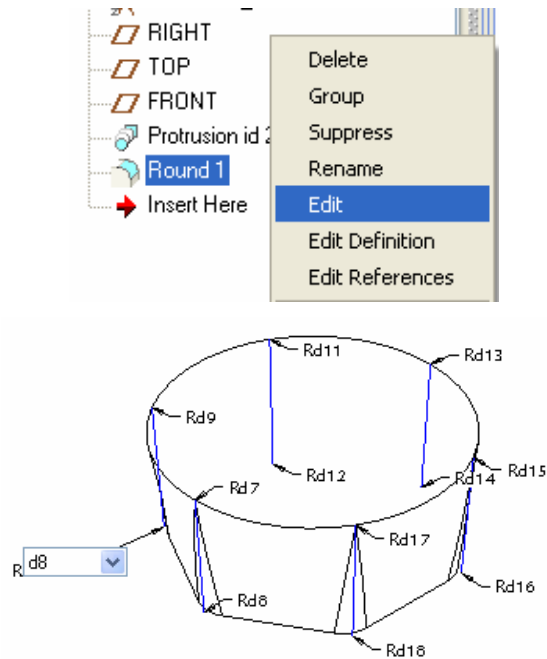 RIGHT
TOP
FRONT
Protrusion id 2
Round 1
Insert Here
Delete
Group
Suppress
Rename
Edit
Edit Definition
Edit References
Rd11
Rd13
Rd9
Rd12
Rd14
Rd15
Rd7
Rd17
R d8
Rd8
Rd16
Rd18